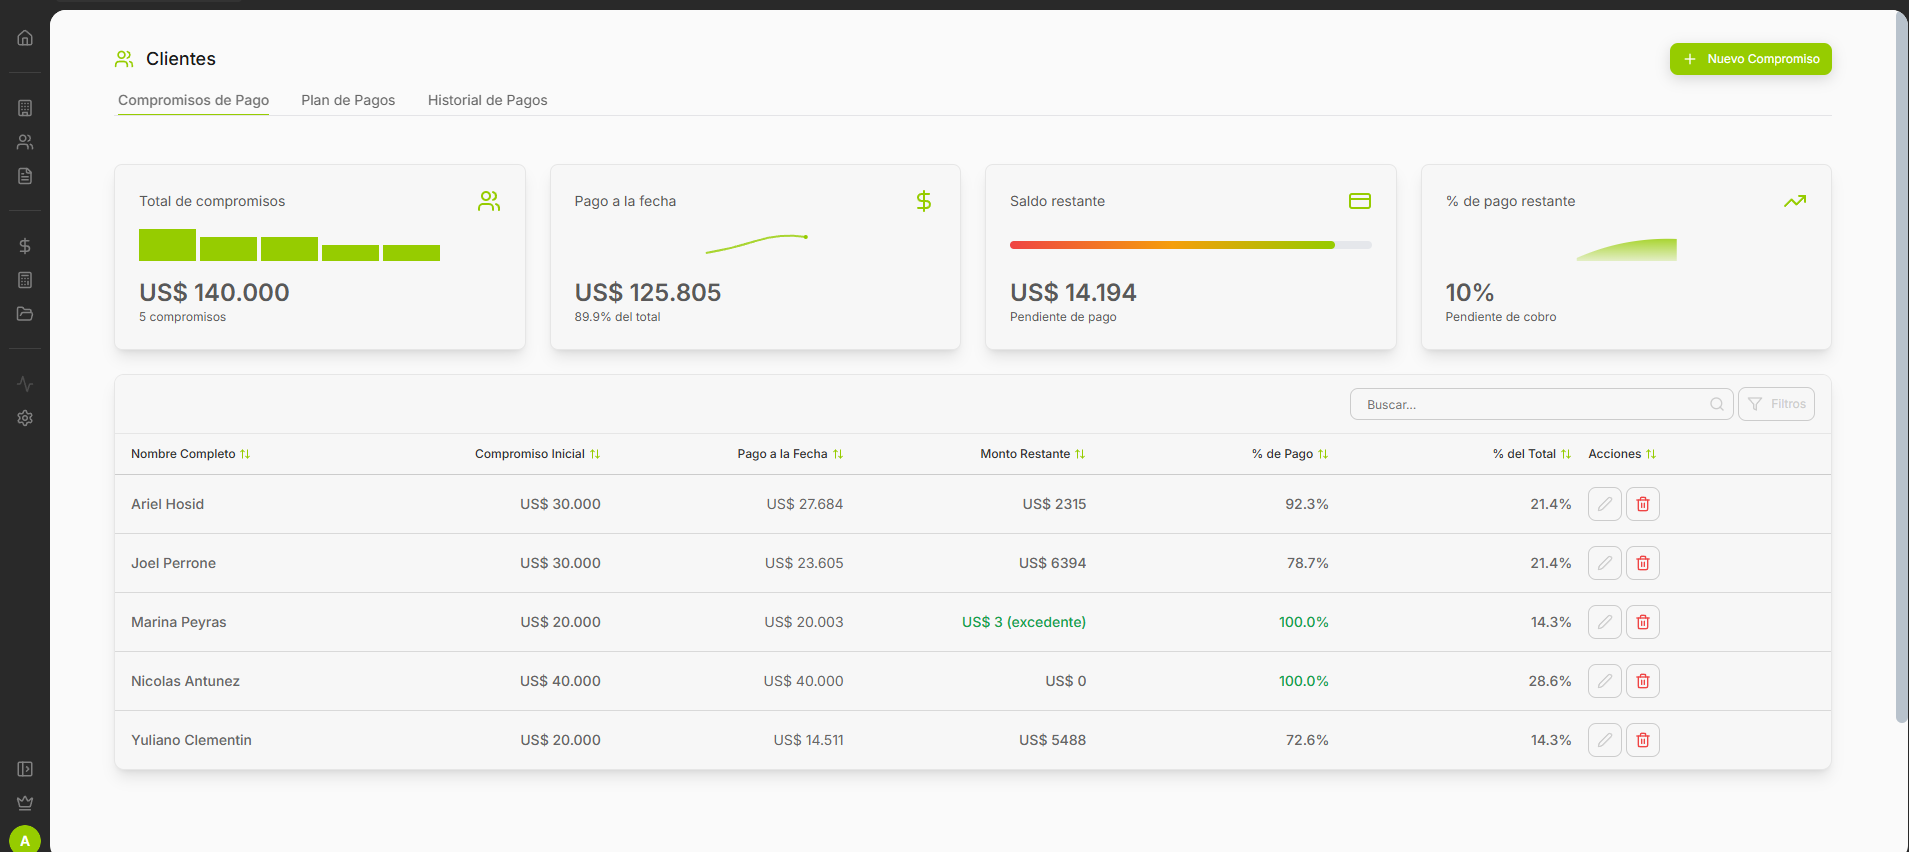 Clientes
Nuevo Compromiso
Compromisos de Pago Plan de Pagos Historial de Pagos
Total de compromisos
US$ 140.000
5 compromisos
Pago a la fecha
US$ 125.805
89.9% del total
Saldo restante
US$ 14.194
Pendiente de pago
% de pago restante
10%
Pendiente de cobro
Buscar...
Filtros
Nombre Completo Compromiso Inicial Pago a la Fecha Monto Restante % de Pago % del Total Acciones
Ariel Hosid US$ 30.000 US$ 27.684 US$ 2315 92.3% 21.4%
Joel Perrone US$ 30.000 US$ 23.605 US$ 6394 78.7% 21.4%
Marina Peyras US$ 20.000 US$ 20.003 US$ 3 (excedente) 100.0% 14.3%
Nicolas Antunez US$ 40.000 US$ 40.000 US$ 0 100.0% 28.6%
Yuliano Clementin US$ 20.000 US$ 14.511 US$ 5488 72.6% 14.3%
A